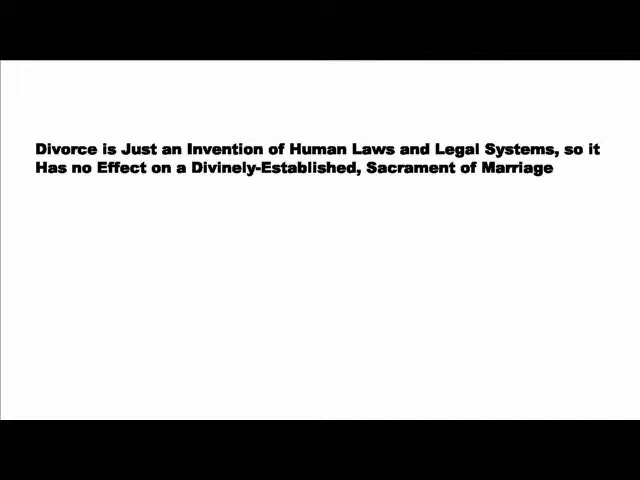 Divorce is Just an Invention of Human Laws and Legal Systems, so it
Has no Effect on a Divinely-Established, Sacrament of Marriage